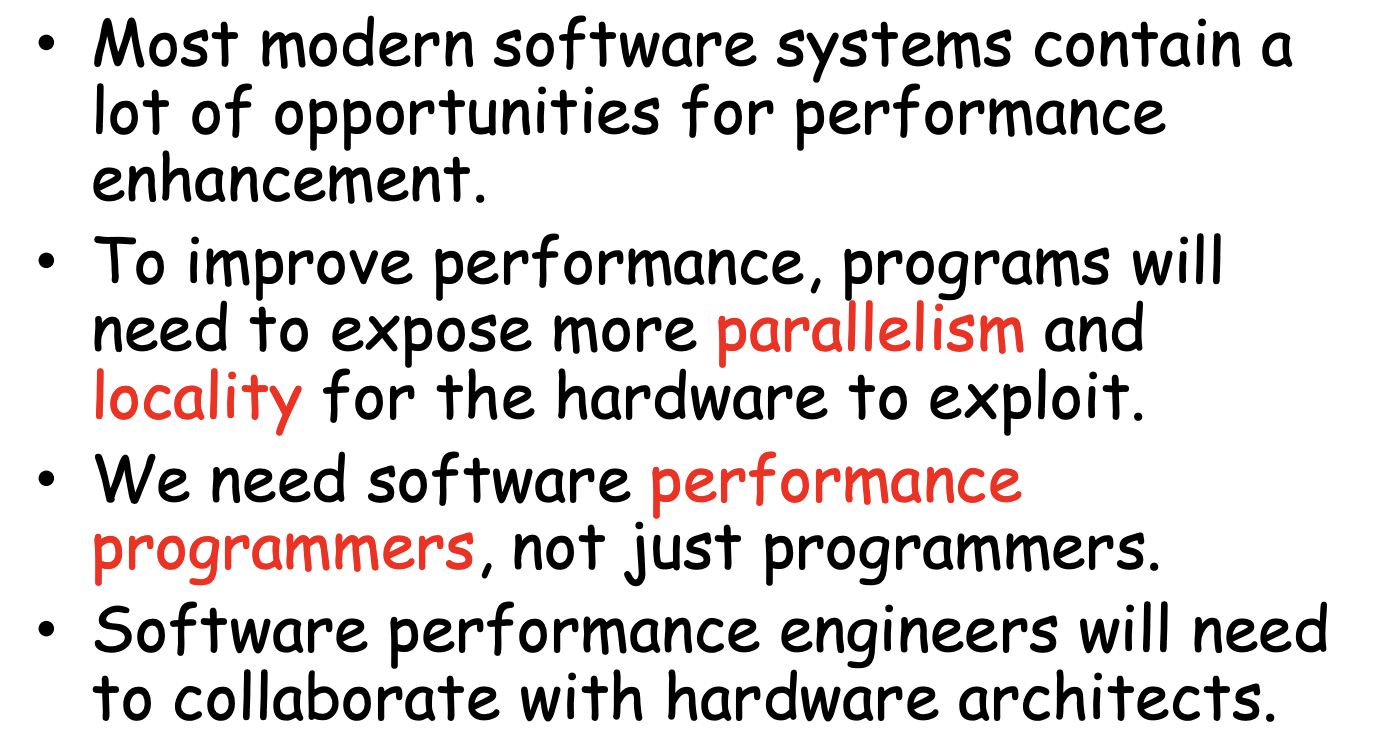 • Most modern software systems contain a
lot of opportunities for performance
enhancement.
• To improve performance, programs will
need to expose more parallelism and
locality for the hardware to exploit.
• We need software performance
programmers, not just programmers.
• Software performance engineers will need
to collaborate with hardware architects.